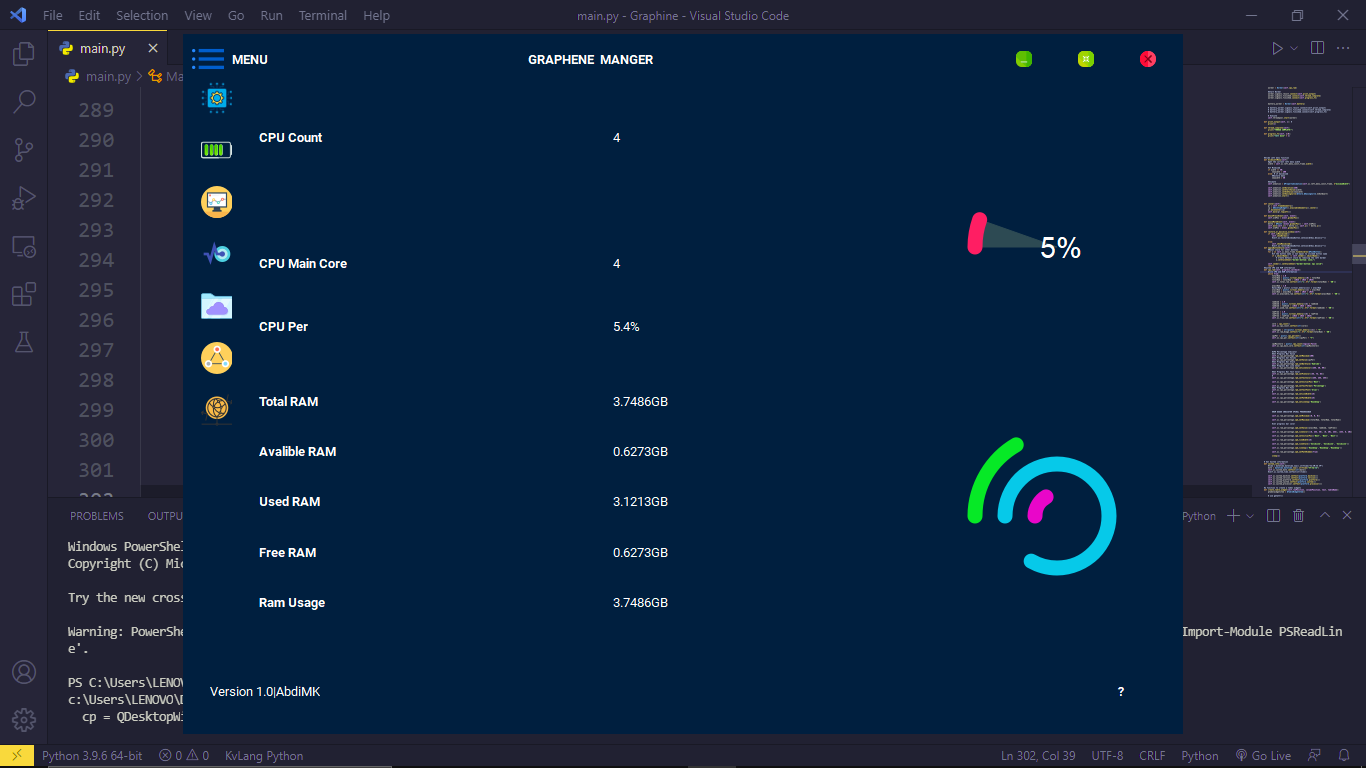 File Edit Selection View Go Run Terminal Help
main.py - Graphine - Visual Studio Code
main.py
main.py > Ma
MENU
GRAPHENE MANGER
289
290
291
292
293
294
295
296
297
298
299
300
301
CPU Count 4
CPU Main Core 4
5%
CPU Per 5.4%
Total RAM 3.7486GB
Avalible RAM 0.6273GB
Used RAM 3.1213GB
Free RAM 0.6273GB
Ram Usage 3.7486GB
Version 1.0|AbdiMK
?
PROBLEMS OUTPU
Python
Windows PowerShel
Copyright (C) Mic
Try the new cross
Warning: PowerShe
Import-Module PSReadLin
e'.
PS C:\Users\LENOV
c:\Users\LENOVO\D
cp = QDesktopWi
Python 3.9.6 64-bit 0 0 KvLang Python
Ln 302, Col 39 UTF-8 CRLF Python Go Live